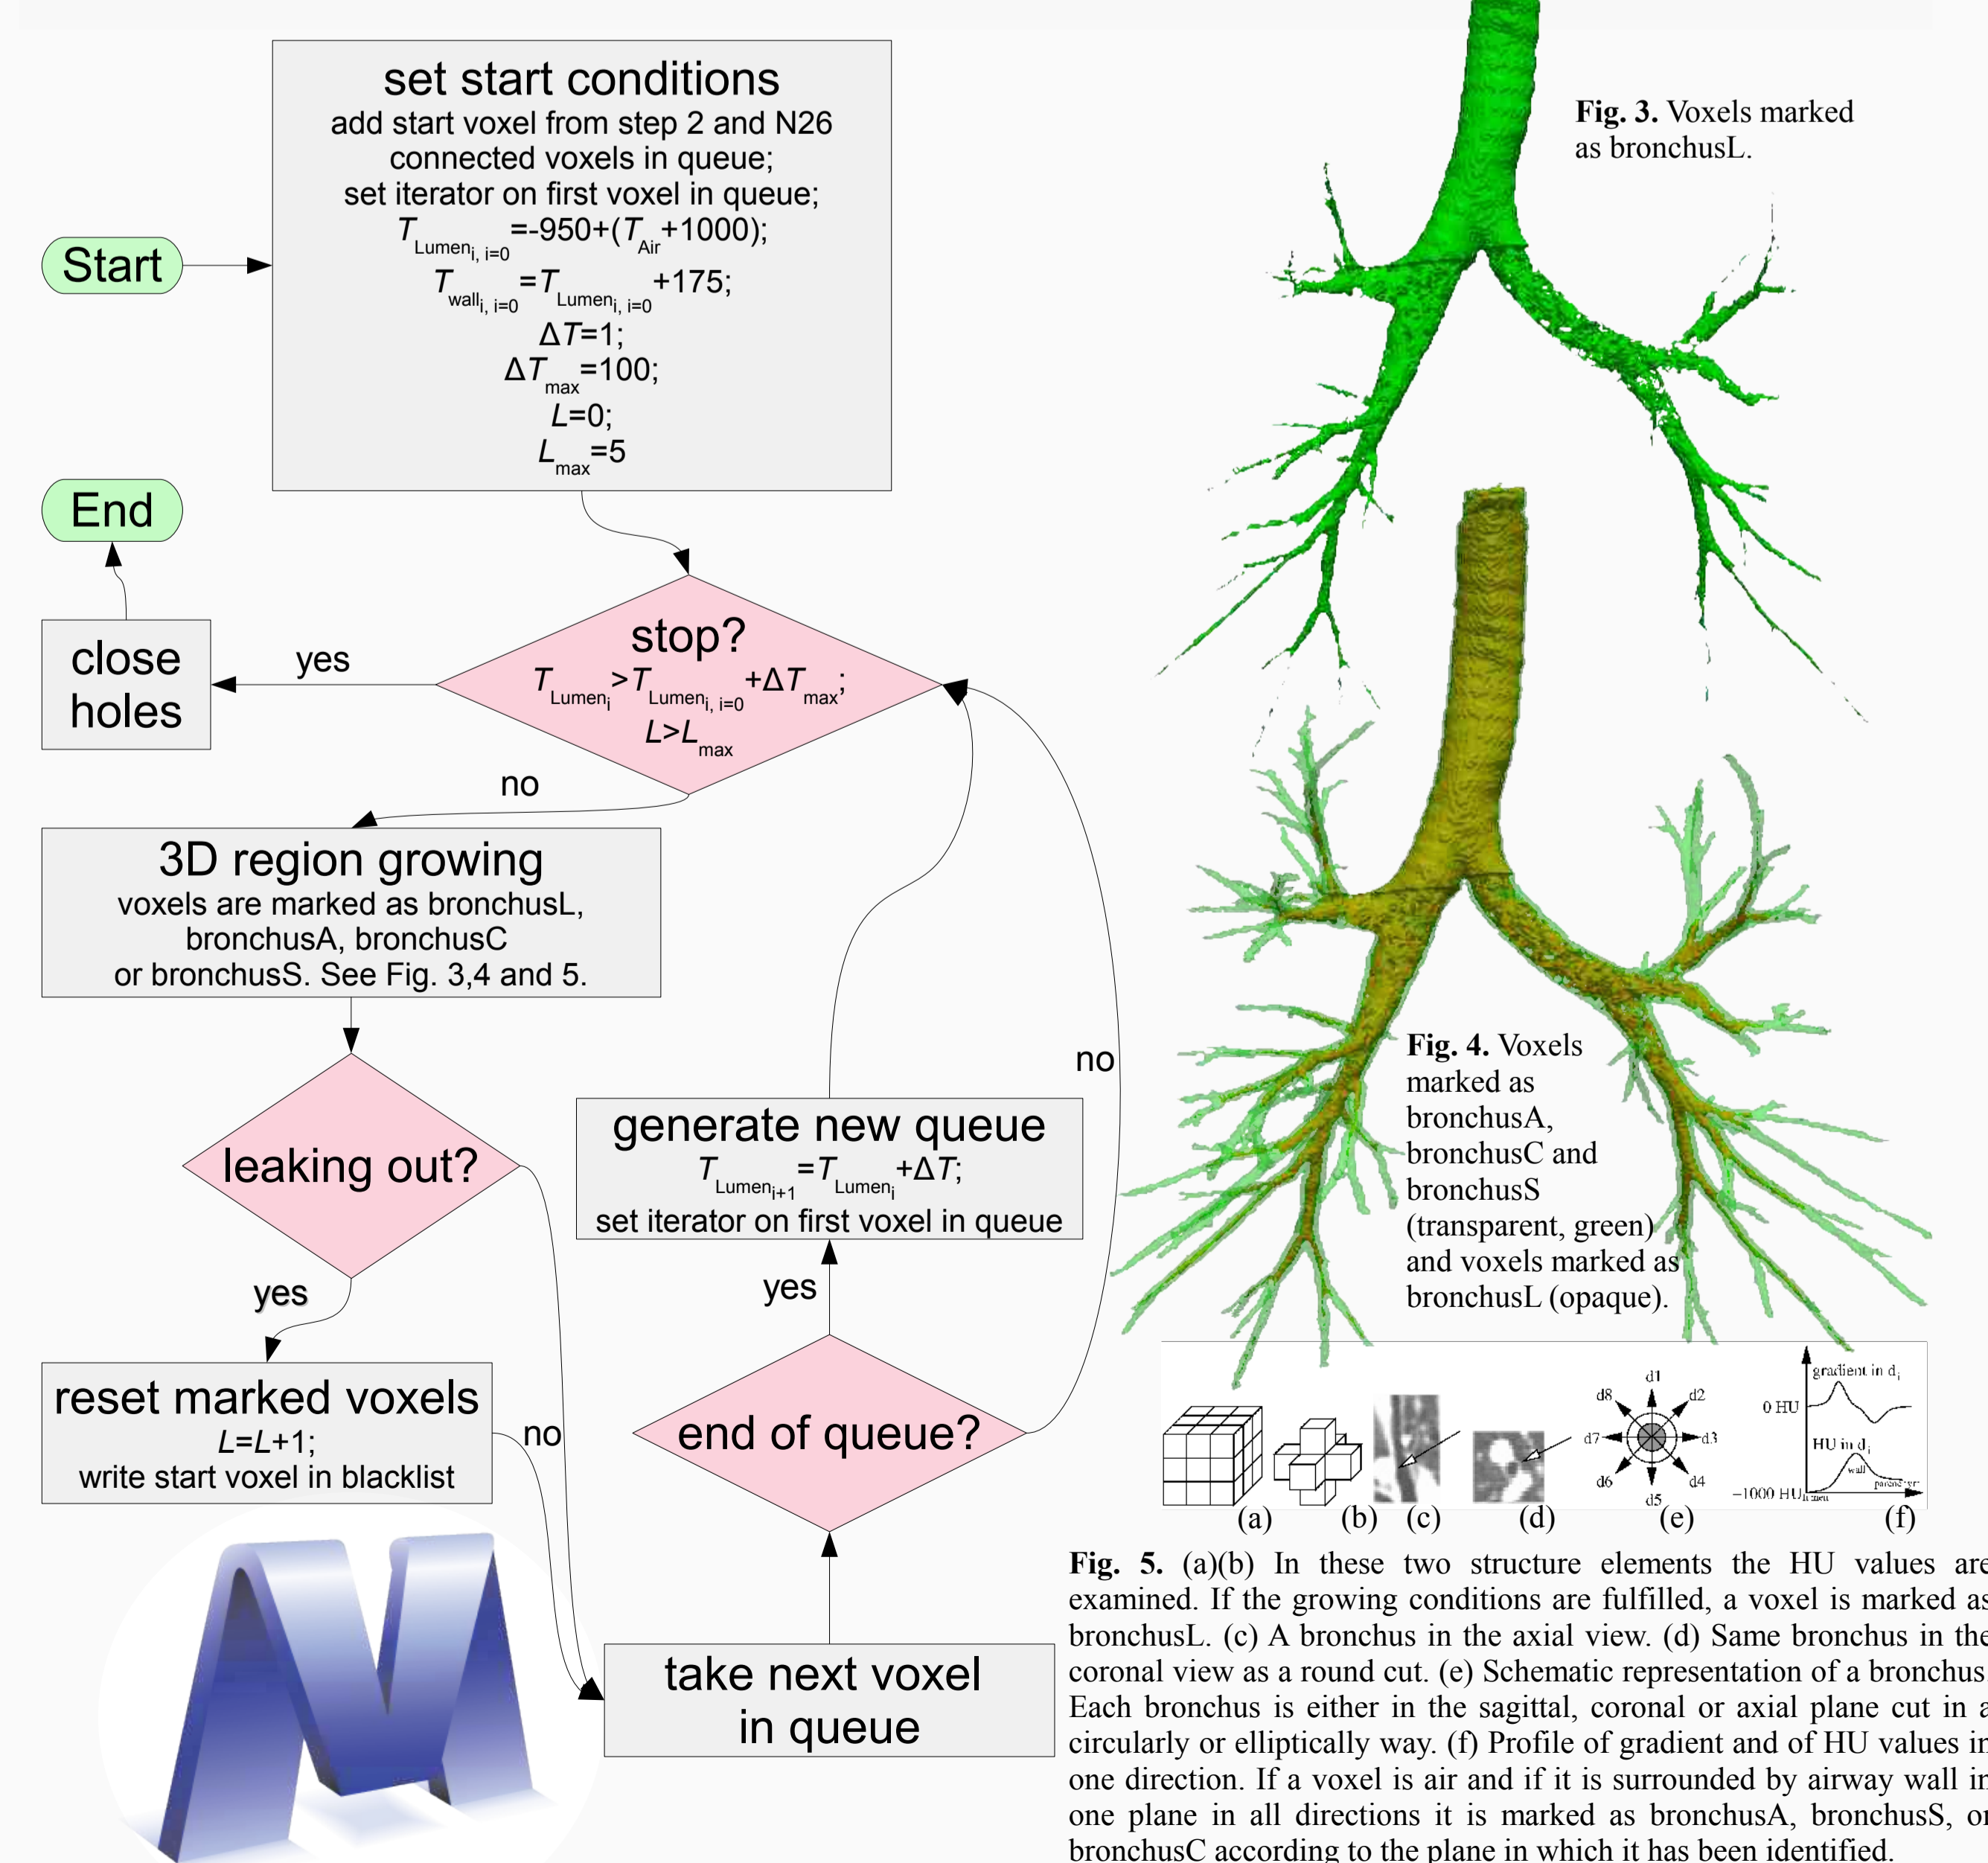 set start conditions
add start voxel from step 2 and N26
connected voxels in queue;
set iterator on first voxel in queue;
T_Lumen_i, i=0 =-950+(T_Air+1000);
T_wall_i, i=0 =T_Lumen_i, i=0 +175;
ΔT=1;
ΔT_max=100;
L=0;
L_max=5
Start
End
close
holes
yes
stop?
T_Lumen_i >T_Lumen_i, i=0 +ΔT_max;
L>L_max
no
3D region growing
voxels are marked as bronchusL,
bronchusA, bronchusC
or bronchusS. See Fig. 3,4 and 5.
leaking out?
yes
reset marked voxels
L=L+1;
write start voxel in blacklist
no
generate new queue
T_Lumen_i+1 =T_Lumen_i +ΔT;
set iterator on first voxel in queue
yes
no
end of queue?
take next voxel
in queue
Fig. 3. Voxels marked
as bronchusL.
Fig. 4. Voxels
marked as
bronchusA,
bronchusC and
bronchusS
(transparent, green)
and voxels marked as
bronchusL (opaque).
d1
d2
d3
d4
d5
d6
d7
d8
gradient in d_i
0 HU
HU in d_i
wall
−1000 HU
(a) (b) (c) (d) (e) (f)
Fig. 5. (a)(b) In these two structure elements the HU values are
examined. If the growing conditions are fulfilled, a voxel is marked as
bronchusL. (c) A bronchus in the axial view. (d) Same bronchus in the
coronal view as a round cut. (e) Schematic representation of a bronchus
Each bronchus is either in the sagittal, coronal or axial plane cut in a
circularly or elliptically way. (f) Profile of gradient and of HU values in
one direction. If a voxel is air and if it is surrounded by airway wall in
one plane in all directions it is marked as bronchusA, bronchusS, or
bronchusC according to the plane in which it has been identified.